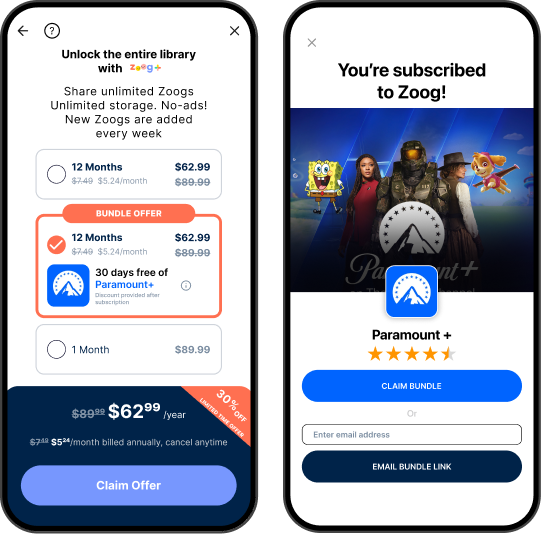 Unlock the entire library
with zoog+
Share unlimited Zoogs
Unlimited storage. No-ads!
New Zoogs are added
every week
12 Months $62.99
$7.49 $5.24/month $89.99
BUNDLE OFFER
12 Months $62.99
$7.49 $5.24/month $89.99
30 days free of
Paramount+
Discount provided after
subscription
1 Month $89.99
30% OFF
LIMITED TIME OFFER
$89.99 $62.99 /year
$7.49 $5.24/month billed annually, cancel anytime
Claim Offer
You’re subscribed
to Zoog!
Paramount+
Paramount +
CLAIM BUNDLE
Or
Enter email address
EMAIL BUNDLE LINK